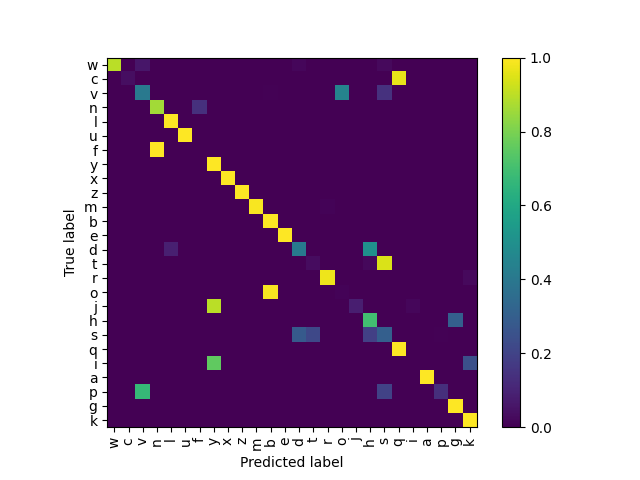 w
c
v
n
l
u
f
y
x
z
m
b
e
d
t
r
o
j
h
s
q
i
a
p
g
k
True label
w c v n l u f y x z m b e d t r o j h s q i a p g k
Predicted label
1.0
0.8
0.6
0.4
0.2
0.0